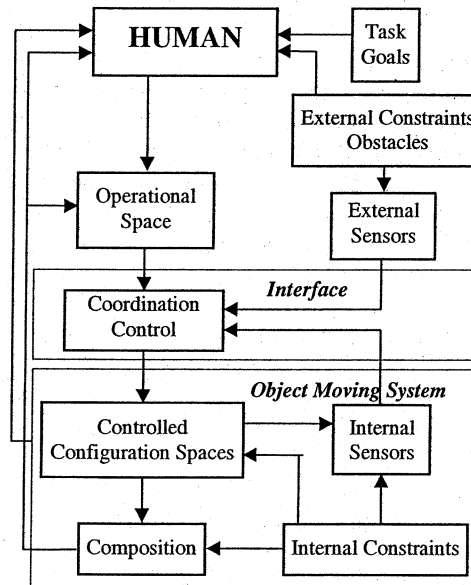 HUMAN
Task
Goals
External Constraints
Obstacles
Operational
Space
External
Sensors
Interface
Coordination
Control
Object Moving System
Controlled
Configuration Spaces
Internal
Sensors
Composition
Internal Constraints